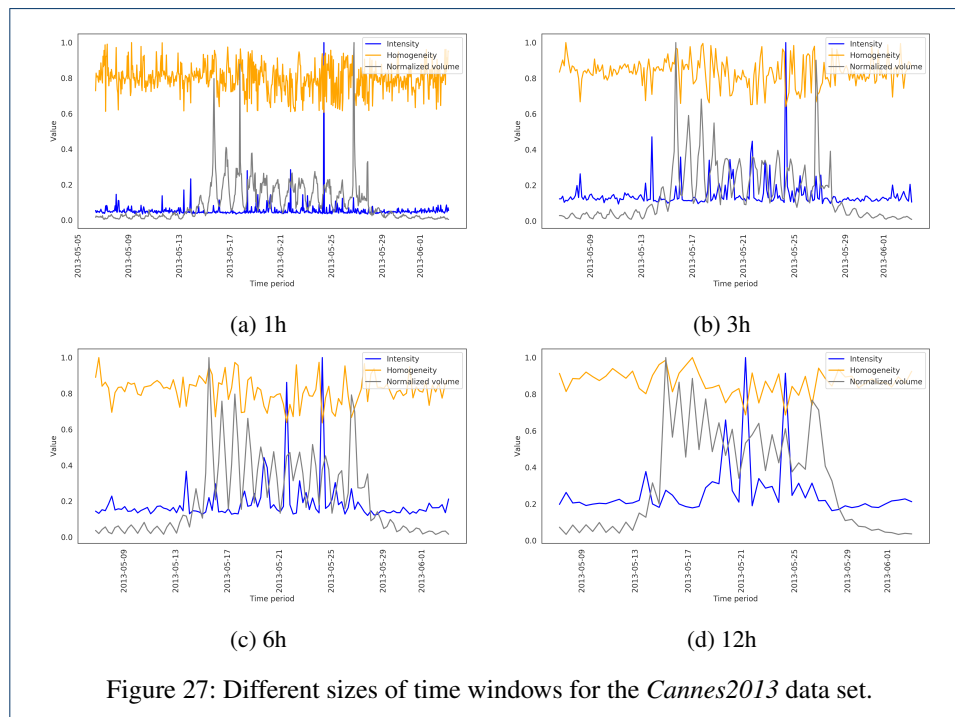 1.0
0.8
0.6
0.4
0.2
0.0
Value
Intensity
Homogeneity
Normalized volume
2013-05-05
2013-05-09
2013-05-13
2013-05-17
2013-05-21
2013-05-25
2013-05-29
2013-06-01
Time period
(a) 1h
1.0
0.8
0.6
0.4
0.2
0.0
Value
Intensity
Homogeneity
Normalized volume
2013-05-09
2013-05-13
2013-05-17
2013-05-21
2013-05-25
2013-05-29
2013-06-01
Time period
(b) 3h
1.0
0.8
0.6
0.4
0.2
0.0
Value
Intensity
Homogeneity
Normalized volume
2013-05-09
2013-05-13
2013-05-17
2013-05-21
2013-05-25
2013-05-29
2013-06-01
Time period
(c) 6h
1.0
0.8
0.6
0.4
0.2
0.0
Value
Intensity
Homogeneity
Normalized volume
2013-05-09
2013-05-13
2013-05-17
2013-05-21
2013-05-25
2013-05-29
2013-06-01
Time period
(d) 12h
Figure 27: Different sizes of time windows for the Cannes2013 data set.